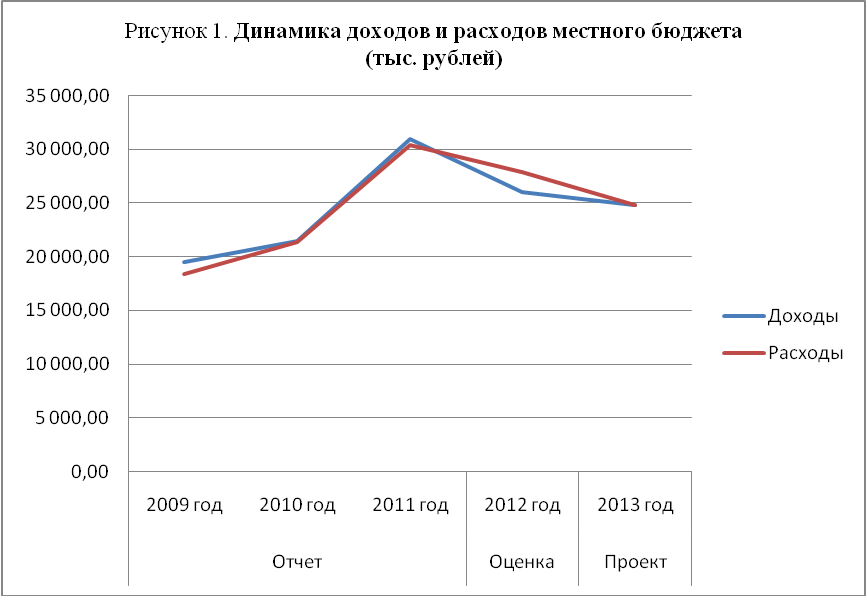 Рисунок 1. Динамика доходов и расходов местного бюджета
(тыс. рублей)
35 000,00
30 000,00
25 000,00
20 000,00
15 000,00
10 000,00
5 000,00
0,00
2009 год 2010 год 2011 год 2012 год 2013 год
Отчет Оценка Проект
Доходы
Расходы